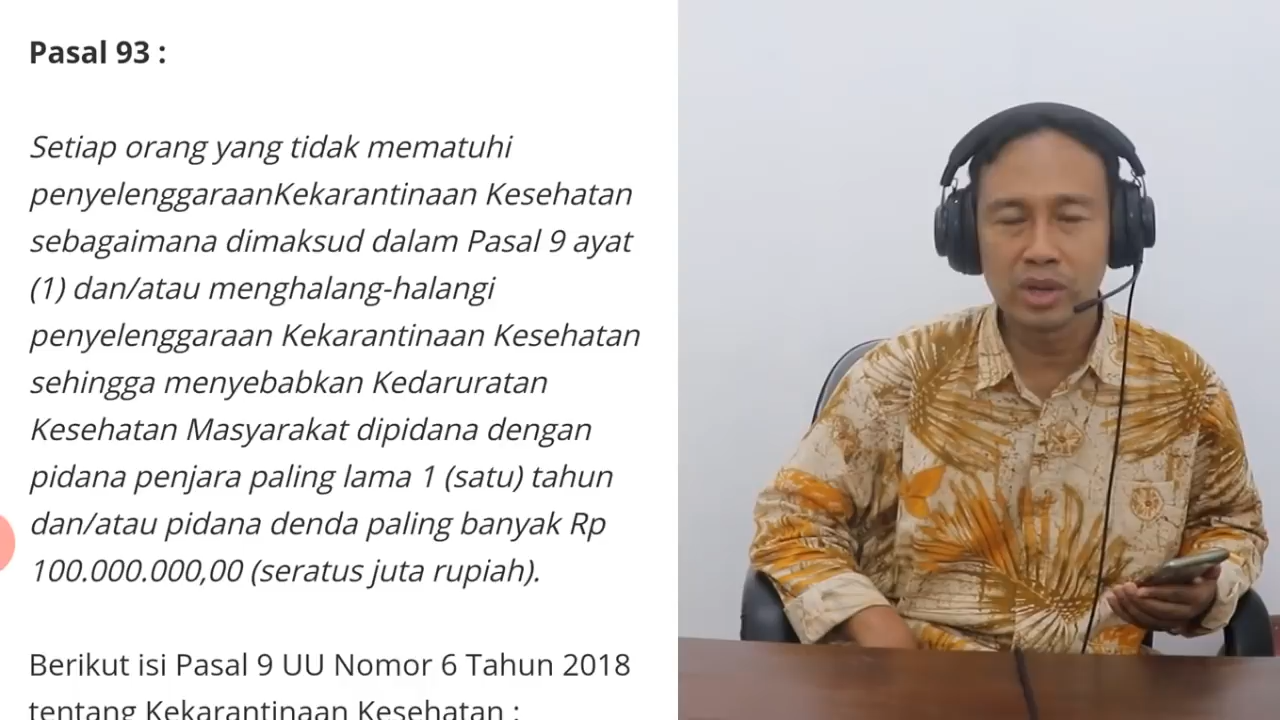 Pasal 93 :
Setiap orang yang tidak mematuhi
penyelenggaraanKekarantinaan Kesehatan
sebagaimana dimaksud dalam Pasal 9 ayat
(1) dan/atau menghalang-halangi
penyelenggaraan Kekarantinaan Kesehatan
sehingga menyebabkan Kedaruratan
Kesehatan Masyarakat dipidana dengan
pidana penjara paling lama 1 (satu) tahun
dan/atau pidana denda paling banyak Rp
100.000.000,00 (seratus juta rupiah).
Berikut isi Pasal 9 UU Nomor 6 Tahun 2018
tentang Kekarantinaan Kesehatan :